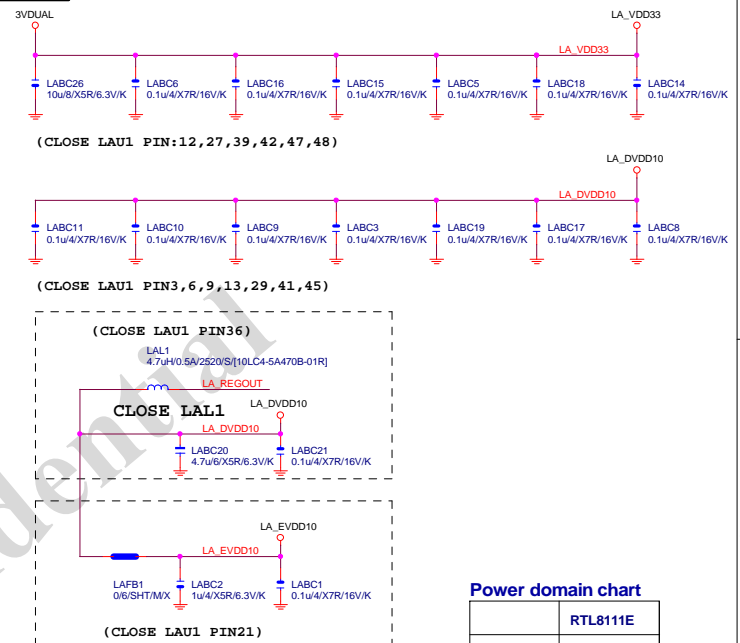 3VDUAL
LA_VDD33
LA_VDD33
LABC26
10u/8/X5R/6.3V/K
LABC6
0.1u/4/X7R/16V/K
LABC16
0.1u/4/X7R/16V/K
LABC15
0.1u/4/X7R/16V/K
LABC5
0.1u/4/X7R/16V/K
LABC18
0.1u/4/X7R/16V/K
LABC14
0.1u/4/X7R/16V/K
(CLOSE LAU1 PIN:12,27,39,42,47,48)
LA_DVDD10
LA_DVDD10
LABC11
0.1u/4/X7R/16V/K
LABC10
0.1u/4/X7R/16V/K
LABC9
0.1u/4/X7R/16V/K
LABC3
0.1u/4/X7R/16V/K
LABC19
0.1u/4/X7R/16V/K
LABC17
0.1u/4/X7R/16V/K
LABC8
0.1u/4/X7R/16V/K
(CLOSE LAU1 PIN3,6,9,13,29,41,45)
(CLOSE LAU1 PIN36)
LAL1
4.7uH/0.5A/2520/S/[10LC4-5A470B-01R]
LA_REGOUT
CLOSE LAL1
LA_DVDD10
LA_DVDD10
LABC20
4.7u/6/X5R/6.3V/K
LABC21
0.1u/4/X7R/16V/K
LA_EVDD10
LA_EVDD10
LAFB1
0/6/SHT/M/X
LABC2
1u/4/X5R/6.3V/K
LABC1
0.1u/4/X7R/16V/K
(CLOSE LAU1 PIN21)
Power domain chart
RTL8111E
dential